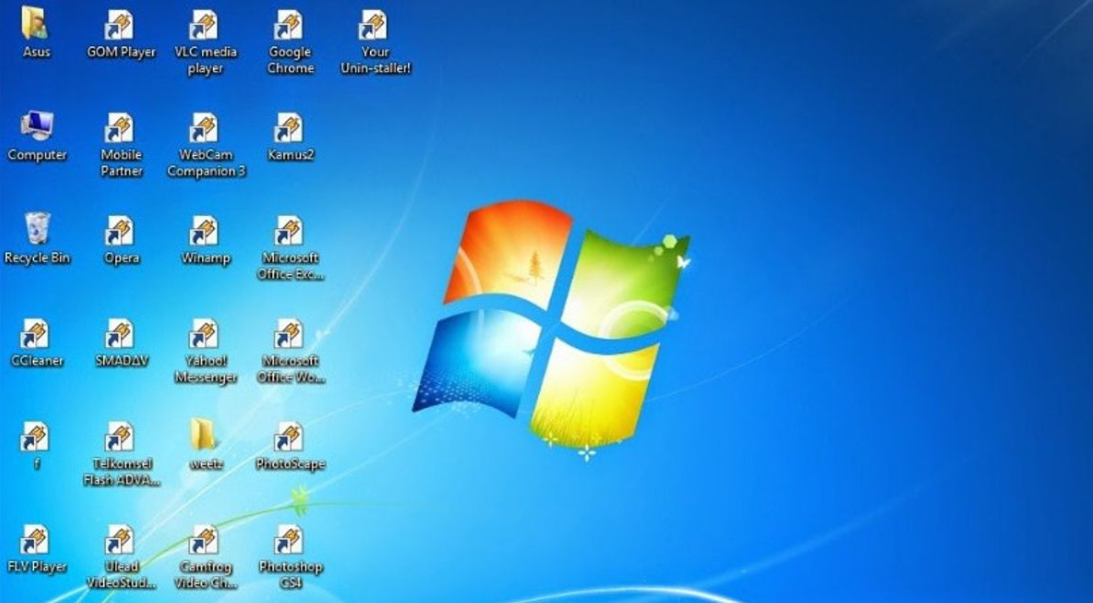 Asus
GOM Player
VLC media
player
Google
Chrome
Your
Unin-staller!
Computer
Mobile
Partner
WebCam
Companion 3
Kamus2
Recycle Bin
Opera
Winamp
Microsoft
Office Exc...
CCleaner
SMADΔV
Yahoo!
Messenger
Microsoft
Office Wo...
f
Telkomsel
Flash ADVA...
weetz
PhotoScape
FLV Player
Ulead
VideoStud...
Camfrog
Video Ch...
Photoshop
CS4